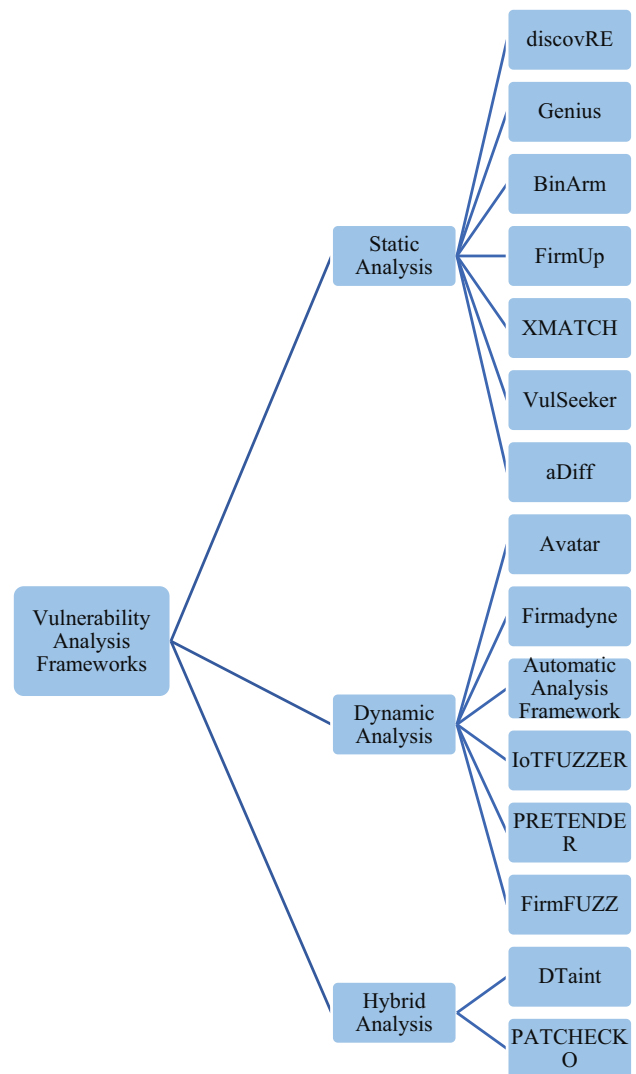 discovRE
Genius
BinArm
FirmUp
XMATCH
VulSeeker
aDiff
Static
Analysis
Avatar
Firmadyne
Automatic
Analysis
Framework
IoTFUZZER
PRETENDE
R
FirmFUZZ
Dynamic
Analysis
DTaint
PATCHECK
O
Hybrid
Analysis
Vulnerability
Analysis
Frameworks